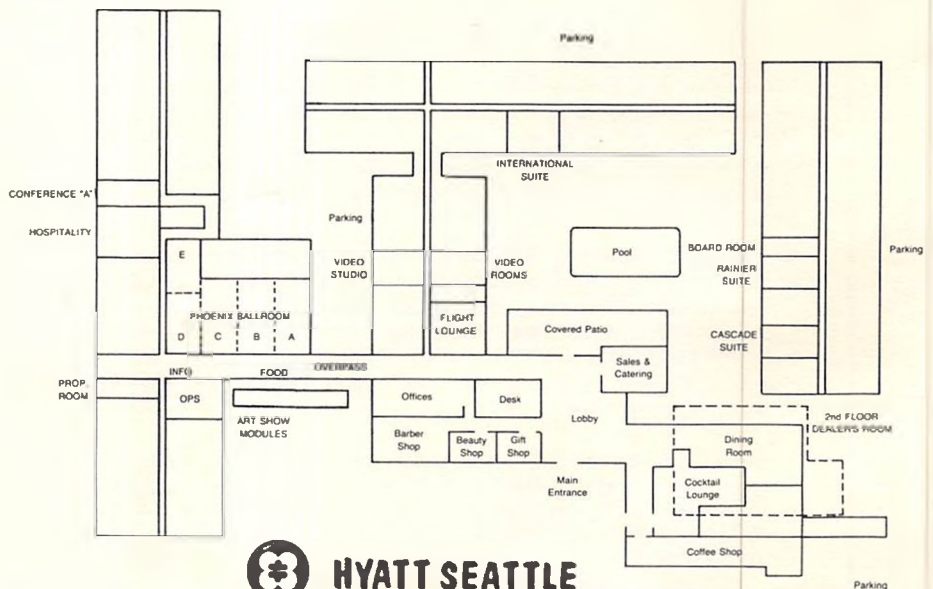 Parking
CONFERENCE "A"
HOSPITALITY
INTERNATIONAL
SUITE
Parking
VIDEO
STUDIO
VIDEO
ROOMS
Pool
BOARD ROOM
RAINIER
SUITE
Parking
E
PHOENIX BALLROOM
D
C
B
A
FLIGHT
LOUNGE
Covered Patio
CASCADE
SUITE
Sales &
Catering
INFO
FOOD
OVERPASS
PROP.
ROOM
OPS
ART SHOW
MODULES
Offices
Desk
Lobby
Barber
Shop
Beauty
Shop
Gift
Shop
Main
Entrance
2nd FLOOR
DEALERS ROOM
Dining
Room
Cocktail
Lounge
Coffee Shop
Parking
HYATT SEATTLE